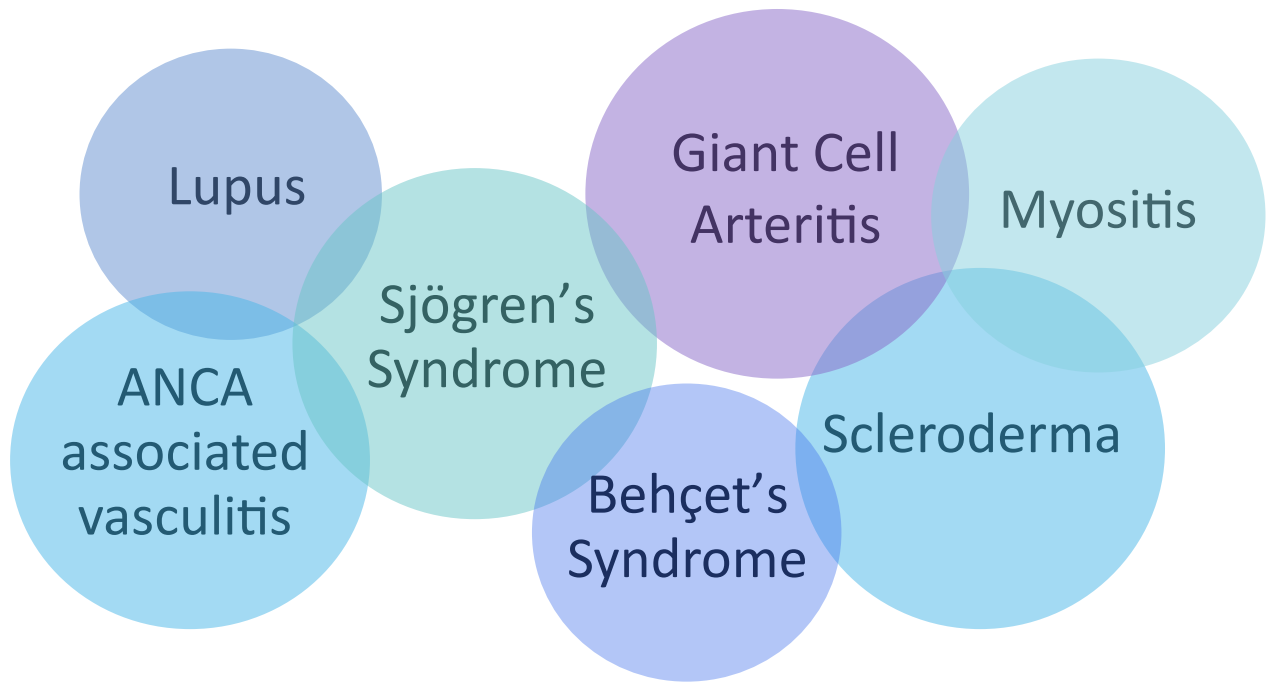 Lupus
ANCA
associated
vasculitis
Sjögren’s
Syndrome
Giant Cell
Arteritis
Behçet’s
Syndrome
Myositis
Scleroderma